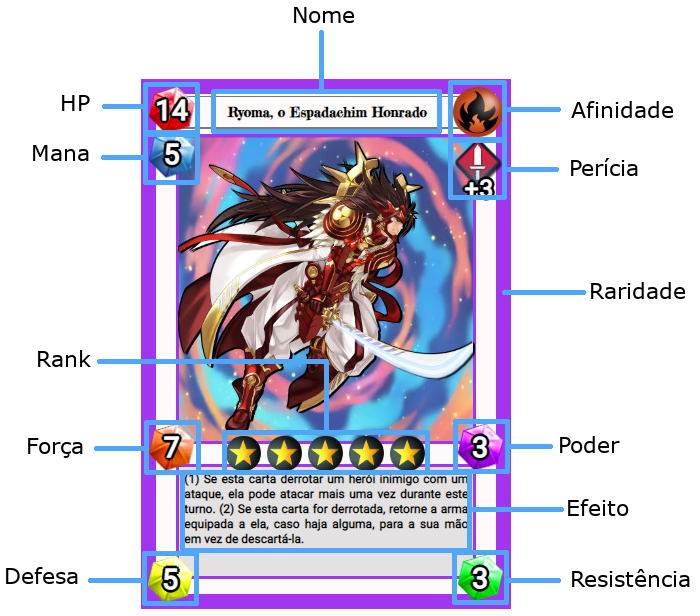 Nome
HP
14
Ryoma, o Espadachim Honrado
Afinidade
Mana
5
Perícia
+3
Raridade
Rank
Força
7
3
Poder
(1) Se esta carta derrotar um herói inimigo com um
ataque, ela pode atacar mais uma vez durante este
turno. (2) Se esta carta for derrotada, retorne a arma
equipada a ela, caso haja alguma, para a sua mão
em vez de descartá-la.
Efeito
Defesa
5
3
Resistência